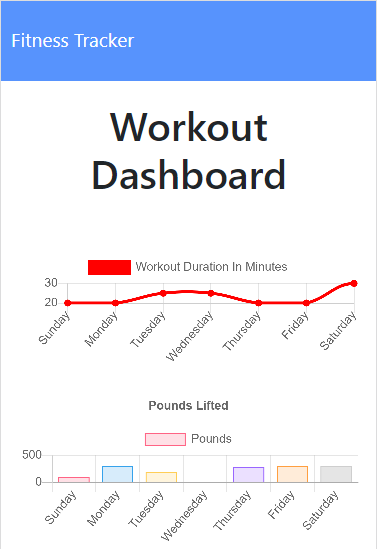 Fitness Tracker
Workout
Dashboard
Workout Duration In Minutes
30
20
Sunday
Monday
Tuesday
Wednesday
Thursday
Friday
Saturday
Pounds Lifted
Pounds
500
0
Sunday
Monday
Tuesday
Wednesday
Thursday
Friday
Saturday